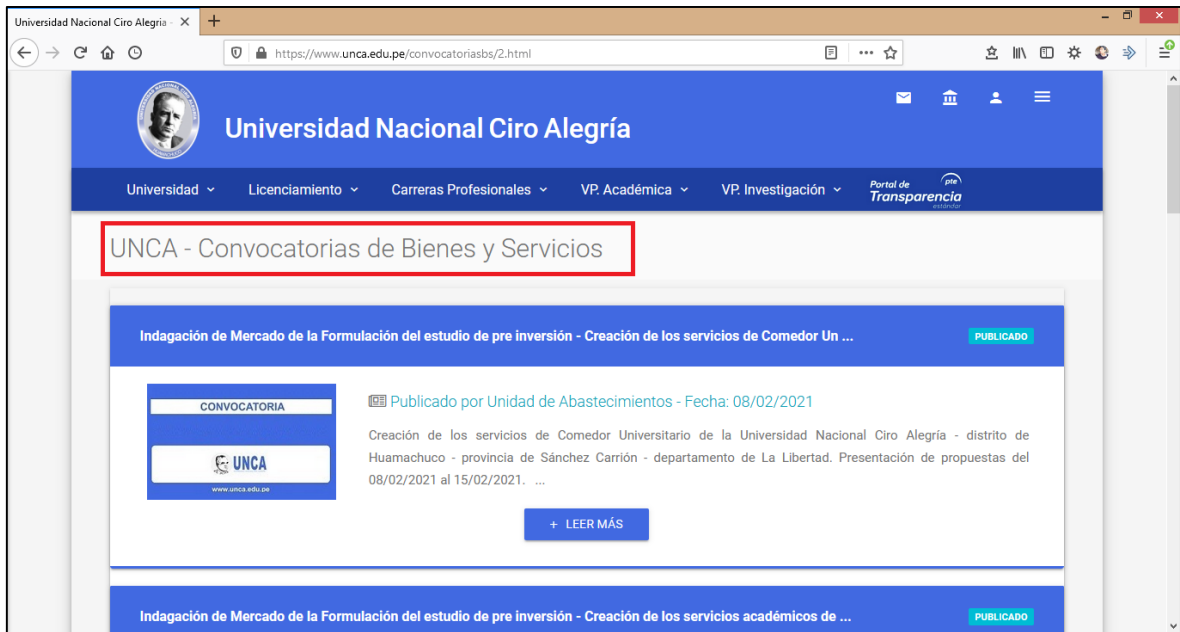 Universidad Nacional Ciro Alegría -
https://www.unca.edu.pe/convocatoriasbs/2.html
Universidad Nacional Ciro Alegría
Universidad Licenciamiento Carreras Profesionales VP. Académica VP. Investigación Portal de Transparencia pte estándar
UNCA - Convocatorias de Bienes y Servicios
Indagación de Mercado de la Formulación del estudio de pre inversión - Creación de los servicios de Comedor Un ... PUBLICADO
CONVOCATORIA
UNCA
www.unca.edu.pe
Publicado por Unidad de Abastecimientos - Fecha: 08/02/2021
Creación de los servicios de Comedor Universitario de la Universidad Nacional Ciro Alegría - distrito de
Huamachuco - provincia de Sánchez Carrión - departamento de La Libertad. Presentación de propuestas del
08/02/2021 al 15/02/2021. ...
+ LEER MÁS
Indagación de Mercado de la Formulación del estudio de pre inversión - Creación de los servicios académicos de ... PUBLICADO